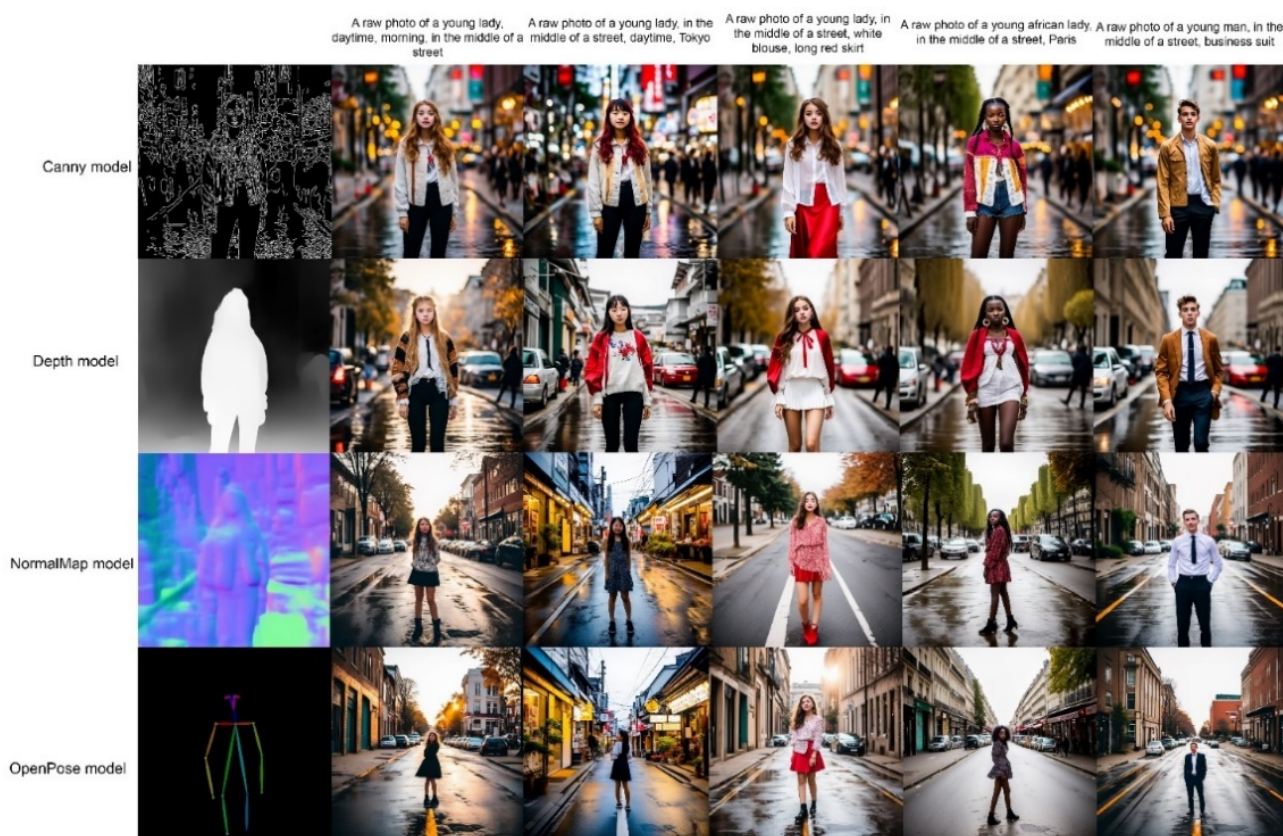 A raw photo of a young lady,
daytime, morning, in the middle of a
street
A raw photo of a young lady, in the
middle of a street, daytime, Tokyo
A raw photo of a young lady, in
the middle of a street, white
blouse, long red skirt
A raw photo of a young african lady,
in the middle of a street, Paris
A raw photo of a young man, in the
middle of a street, business suit
Canny model
Depth model
NormalMap model
OpenPose model